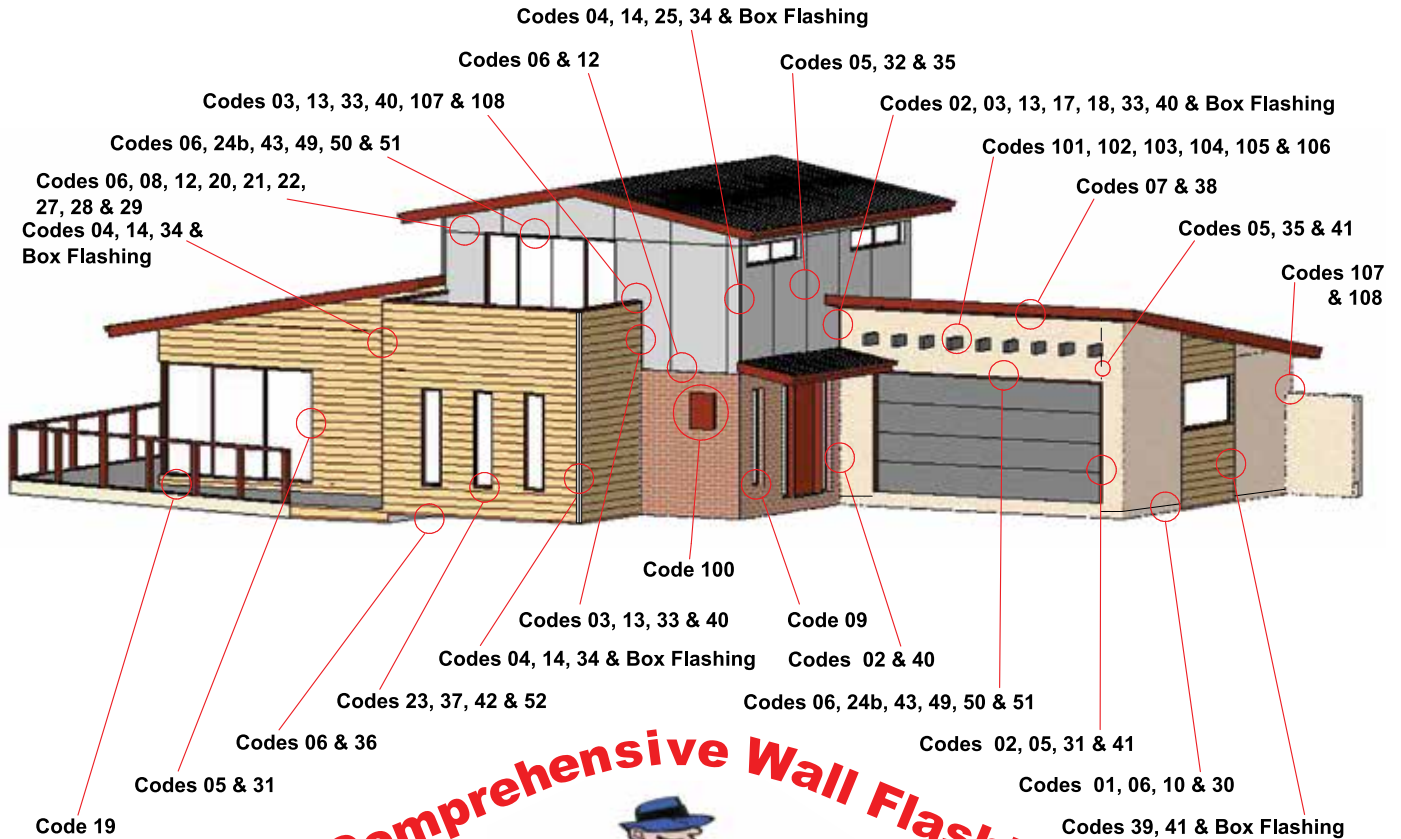 Codes 04, 14, 25, 34 & Box Flashing
Codes 06 & 12
Codes 05, 32 & 35
Codes 03, 13, 33, 40, 107 & 108
Codes 02, 03, 13, 17, 18, 33, 40 & Box Flashing
Codes 06, 24b, 43, 49, 50 & 51
Codes 101, 102, 103, 104, 105 & 106
Codes 06, 08, 12, 20, 21, 22,
27, 28 & 29
Codes 04, 14, 34 &
Box Flashing
Codes 07 & 38
Codes 05, 35 & 41
Codes 107
& 108
Code 100
Codes 03, 13, 33 & 40
Code 09
Codes 04, 14, 34 & Box Flashing
Codes 02 & 40
Codes 23, 37, 42 & 52
Codes 06, 24b, 43, 49, 50 & 51
Codes 06 & 36
Codes 02, 05, 31 & 41
Codes 05 & 31
Codes 01, 06, 10 & 30
Code 19
Codes 39, 41 & Box Flashing
Comprehensive Wall